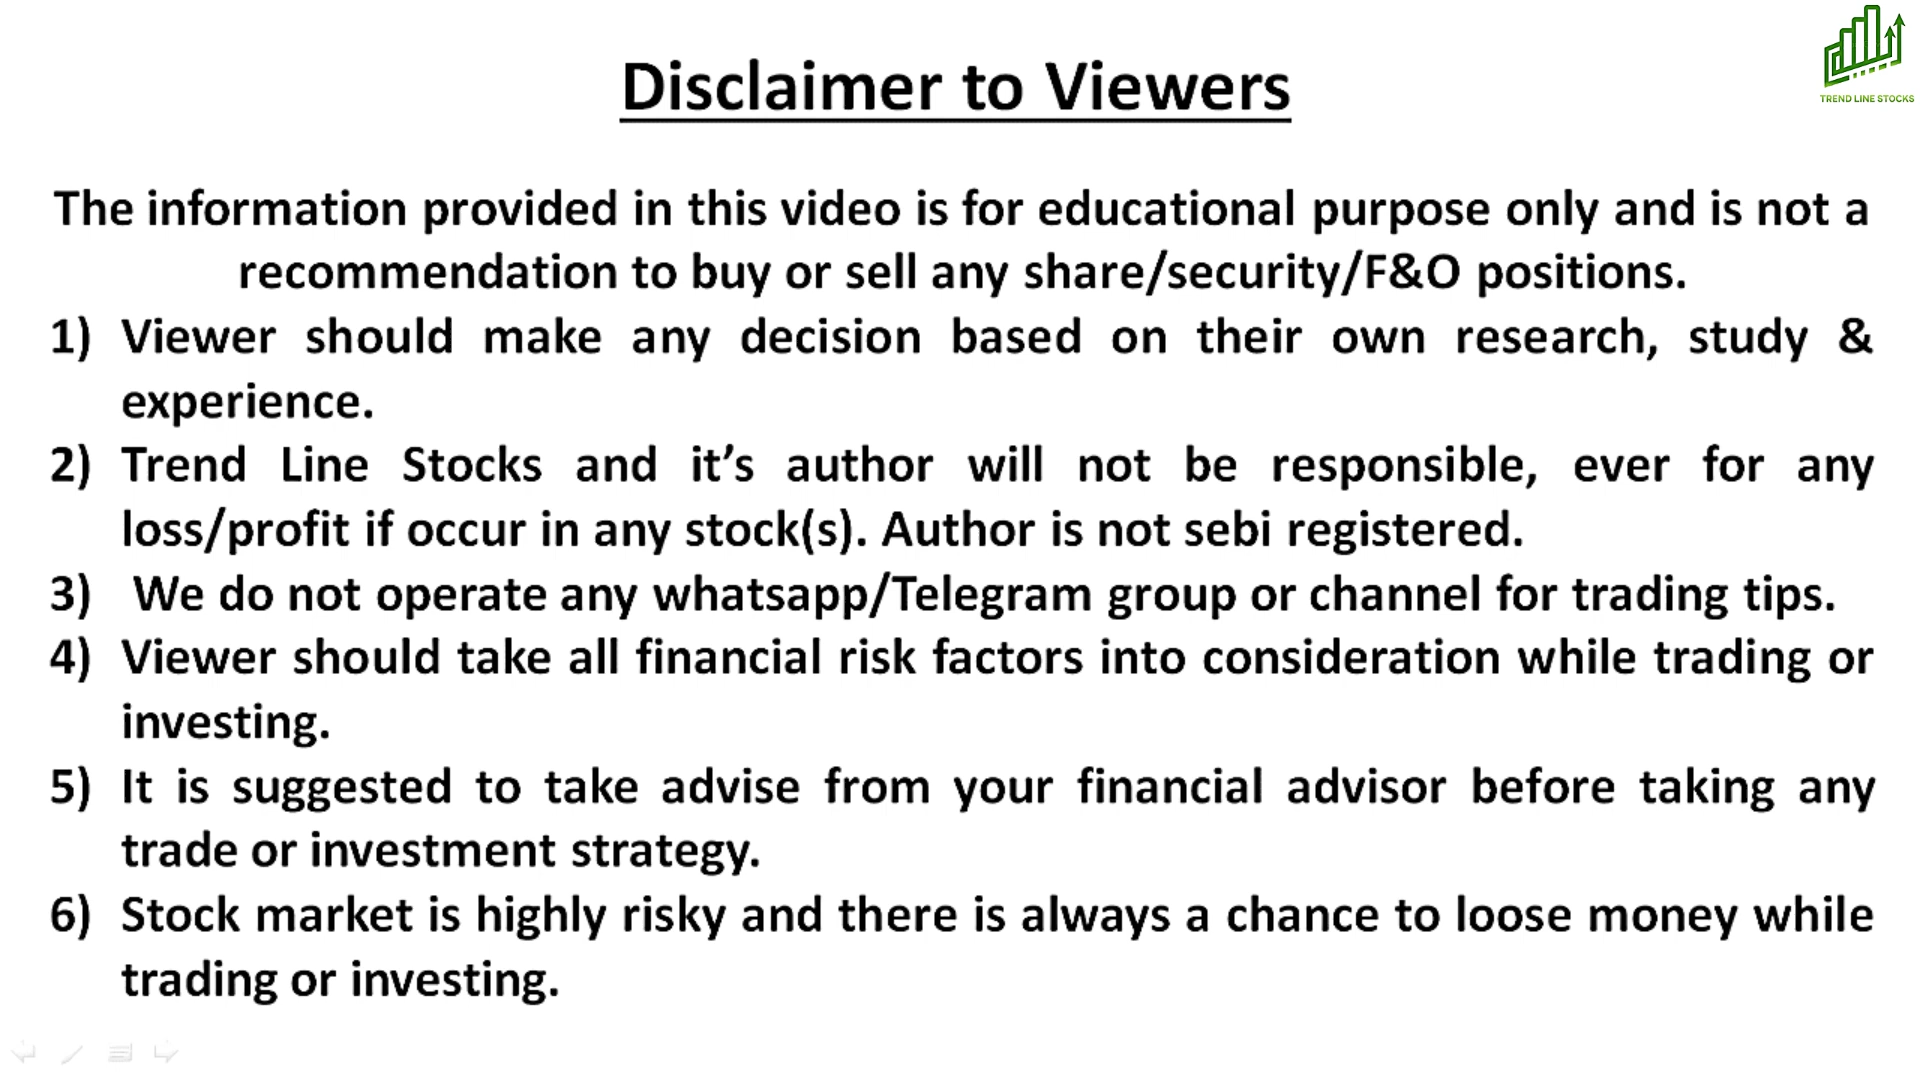 TREND LINE STOCKS
Disclaimer to Viewers
The information provided in this video is for educational purpose only and is not a
recommendation to buy or sell any share/security/F&O positions.
1) Viewer should make any decision based on their own research, study &
experience.
2) Trend Line Stocks and it’s author will not be responsible, ever for any
loss/profit if occur in any stock(s). Author is not sebi registered.
3) We do not operate any whatsapp/Telegram group or channel for trading tips.
4) Viewer should take all financial risk factors into consideration while trading or
investing.
5) It is suggested to take advise from your financial advisor before taking any
trade or investment strategy.
6) Stock market is highly risky and there is always a chance to loose money while
trading or investing.